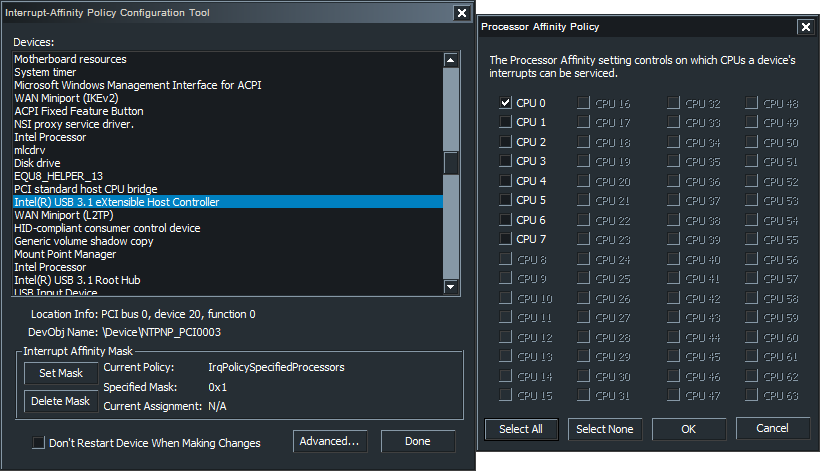 Interrupt-Affinity Policy Configuration Tool
Devices:
Motherboard resources
System timer
Microsoft Windows Management Interface for ACPI
WAN Miniport (IKEv2)
ACPI Fixed Feature Button
NSI proxy service driver.
Intel Processor
mlcdrv
Disk drive
EQU8_HELPER_13
PCI standard host CPU bridge
Intel(R) USB 3.1 eXtensible Host Controller
WAN Miniport (L2TP)
HID-compliant consumer control device
Generic volume shadow copy
Mount Point Manager
Intel Processor
Intel(R) USB 3.1 Root Hub
USB Input Device
Location Info: PCI bus 0, device 20, function 0
DevObj Name: \Device\NTPNP_PCI0003
Interrupt Affinity Mask
Set Mask
Delete Mask
Current Policy: IrqPolicySpecifiedProcessors
Specified Mask: 0x1
Current Assignment: N/A
Don't Restart Device When Making Changes
Advanced...
Done
Processor Affinity Policy
The Processor Affinity setting controls on which CPUs a device's
interrupts can be serviced.
CPU 0 CPU 16 CPU 32 CPU 48
CPU 1 CPU 17 CPU 33 CPU 49
CPU 2 CPU 18 CPU 34 CPU 50
CPU 3 CPU 19 CPU 35 CPU 51
CPU 4 CPU 20 CPU 36 CPU 52
CPU 5 CPU 21 CPU 37 CPU 53
CPU 6 CPU 22 CPU 38 CPU 54
CPU 7 CPU 23 CPU 39 CPU 55
CPU 8 CPU 24 CPU 40 CPU 56
CPU 9 CPU 25 CPU 41 CPU 57
CPU 10 CPU 26 CPU 42 CPU 58
CPU 11 CPU 27 CPU 43 CPU 59
CPU 12 CPU 28 CPU 44 CPU 60
CPU 13 CPU 29 CPU 45 CPU 61
CPU 14 CPU 30 CPU 46 CPU 62
CPU 15 CPU 31 CPU 47 CPU 63
Select All
Select None
OK
Cancel